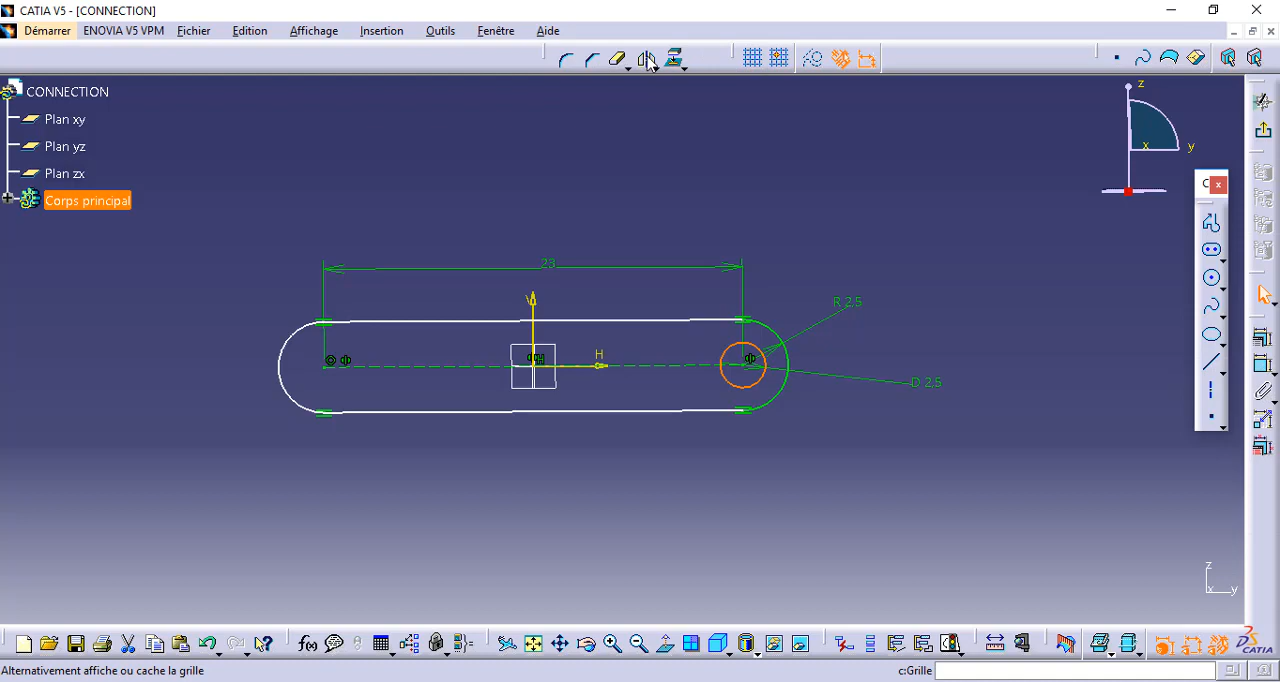 CATIA V5 - [CONNECTION]
Démarrer ENOVIA V5 VPM Fichier Edition Affichage Insertion Outils Fenêtre Aide
CONNECTION
Plan xy
Plan yz
Plan zx
Corps principal
z
x
y
23
V
H
H
R 2.5
D 2.5
z
x
y
f(x)
CATIA
Alternativement affiche ou cache la grille
c:Grille